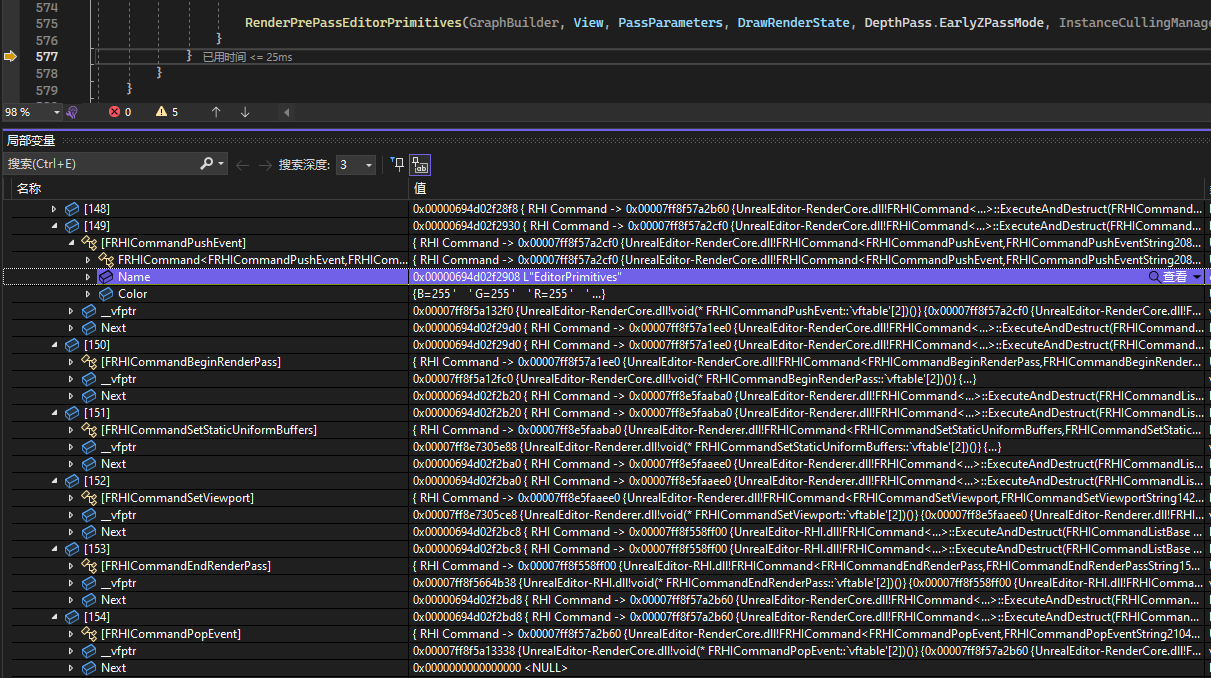 574
575 RenderPrePassEditorPrimitives(GraphBuilder, View, PassParameters, DrawRenderState, DepthPass.EarlyZPassMode, InstanceCullingManage
576 }
577 } 已用时间 <= 25ms
578 }
579 }
98 % 0 5
局部变量
搜索(Ctrl+E) 搜索深度: 3
名称 值
[148] 0x00000694d02f28f8 { RHI Command -> 0x00007ff8f57a2b60 {UnrealEditor-RenderCore.dll!FRHICommand<...>::ExecuteAndDestruct(FRHICommand...
[149] 0x00000694d02f2930 { RHI Command -> 0x00007ff8f57a2cf0 {UnrealEditor-RenderCore.dll!FRHICommand<...>::ExecuteAndDestruct(FRHICommand...
[FRHICommandPushEvent] { RHI Command -> 0x00007ff8f57a2cf0 {UnrealEditor-RenderCore.dll!FRHICommand<FRHICommandPushEvent,FRHICommandPushEventString208...
FRHICommand<FRHICommandPushEvent,FRHICom... { RHI Command -> 0x00007ff8f57a2cf0 {UnrealEditor-RenderCore.dll!FRHICommand<FRHICommandPushEvent,FRHICommandPushEventString208...
Name 0x00000694d02f2908 L"EditorPrimitives" 查看
Color {B=255 ' ' G=255 ' ' R=255 ' ' ...}
__vfptr 0x00007ff8f5a132f0 {UnrealEditor-RenderCore.dll!void(* FRHICommandPushEvent::`vftable'[2])()} {0x00007ff8f57a2cf0 {UnrealEditor-RenderCore.dll!F...
Next 0x00000694d02f29d0 { RHI Command -> 0x00007ff8f57a1ee0 {UnrealEditor-RenderCore.dll!FRHICommand<...>::ExecuteAndDestruct(FRHICommand...
[150] 0x00000694d02f29d0 { RHI Command -> 0x00007ff8f57a1ee0 {UnrealEditor-RenderCore.dll!FRHICommand<...>::ExecuteAndDestruct(FRHICommand...
[FRHICommandBeginRenderPass] { RHI Command -> 0x00007ff8f57a1ee0 {UnrealEditor-RenderCore.dll!FRHICommand<FRHICommandBeginRenderPass,FRHICommandBeginRender...
__vfptr 0x00007ff8f5a12fc0 {UnrealEditor-RenderCore.dll!void(* FRHICommandBeginRenderPass::`vftable'[2])()} {...}
Next 0x00000694d02f2b20 { RHI Command -> 0x00007ff8e5faaba0 {UnrealEditor-Renderer.dll!FRHICommand<...>::ExecuteAndDestruct(FRHICommandLis...
[151] 0x00000694d02f2b20 { RHI Command -> 0x00007ff8e5faaba0 {UnrealEditor-Renderer.dll!FRHICommand<...>::ExecuteAndDestruct(FRHICommandLis...
[FRHICommandSetStaticUniformBuffers] { RHI Command -> 0x00007ff8e5faaba0 {UnrealEditor-Renderer.dll!FRHICommand<FRHICommandSetStaticUniformBuffers,FRHICommandSetStatic...
__vfptr 0x00007ff8e7305e88 {UnrealEditor-Renderer.dll!void(* FRHICommandSetStaticUniformBuffers::`vftable'[2])()} {...}
Next 0x00000694d02f2ba0 { RHI Command -> 0x00007ff8e5faaee0 {UnrealEditor-Renderer.dll!FRHICommand<...>::ExecuteAndDestruct(FRHICommandLis...
[152] 0x00000694d02f2ba0 { RHI Command -> 0x00007ff8e5faaee0 {UnrealEditor-Renderer.dll!FRHICommand<...>::ExecuteAndDestruct(FRHICommandLis...
[FRHICommandSetViewport] { RHI Command -> 0x00007ff8e5faaee0 {UnrealEditor-Renderer.dll!FRHICommand<FRHICommandSetViewport,FRHICommandSetViewportString142...
__vfptr 0x00007ff8e7305ce8 {UnrealEditor-Renderer.dll!void(* FRHICommandSetViewport::`vftable'[2])()} {0x00007ff8e5faaee0 {UnrealEditor-Renderer.dll!FRHI...
Next 0x00000694d02f2bc8 { RHI Command -> 0x00007ff8f558ff00 {UnrealEditor-RHI.dll!FRHICommand<...>::ExecuteAndDestruct(FRHICommandListBase ...
[153] 0x00000694d02f2bc8 { RHI Command -> 0x00007ff8f558ff00 {UnrealEditor-RHI.dll!FRHICommand<...>::ExecuteAndDestruct(FRHICommandListBase ...
[FRHICommandEndRenderPass] { RHI Command -> 0x00007ff8f558ff00 {UnrealEditor-RHI.dll!FRHICommand<FRHICommandEndRenderPass,FRHICommandEndRenderPassString15...
__vfptr 0x00007ff8f5664b38 {UnrealEditor-RHI.dll!void(* FRHICommandEndRenderPass::`vftable'[2])()} {0x00007ff8f558ff00 {UnrealEditor-RHI.dll!FRHIComma...
Next 0x00000694d02f2bd8 { RHI Command -> 0x00007ff8f57a2b60 {UnrealEditor-RenderCore.dll!FRHICommand<...>::ExecuteAndDestruct(FRHICommand...
[154] 0x00000694d02f2bd8 { RHI Command -> 0x00007ff8f57a2b60 {UnrealEditor-RenderCore.dll!FRHICommand<...>::ExecuteAndDestruct(FRHICommand...
[FRHICommandPopEvent] { RHI Command -> 0x00007ff8f57a2b60 {UnrealEditor-RenderCore.dll!FRHICommand<FRHICommandPopEvent,FRHICommandPopEventString2104...
__vfptr 0x00007ff8f5a13338 {UnrealEditor-RenderCore.dll!void(* FRHICommandPopEvent::`vftable'[2])()} {0x00007ff8f57a2b60 {UnrealEditor-RenderCore.dll!F...
Next 0x0000000000000000 <NULL>